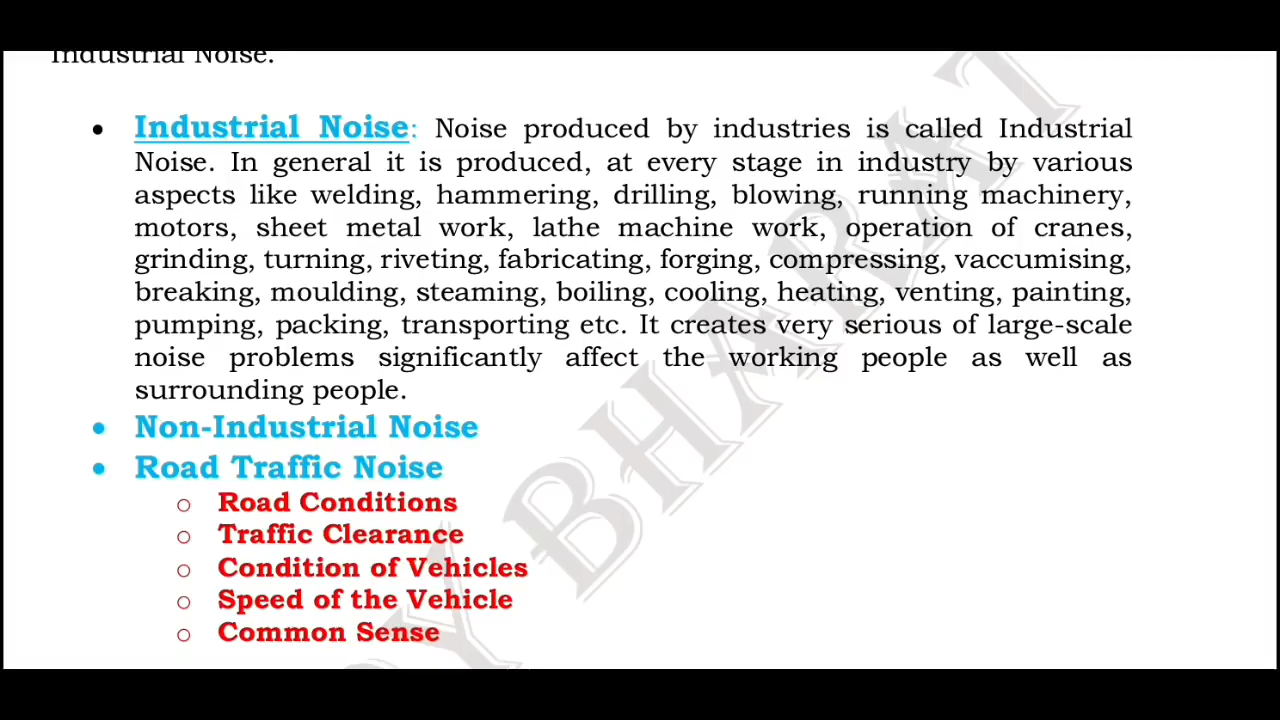 Industrial Noise.
• Industrial Noise: Noise produced by industries is called Industrial
Noise. In general it is produced, at every stage in industry by various
aspects like welding, hammering, drilling, blowing, running machinery,
motors, sheet metal work, lathe machine work, operation of cranes,
grinding, turning, riveting, fabricating, forging, compressing, vaccumising,
breaking, moulding, steaming, boiling, cooling, heating, venting, painting,
pumping, packing, transporting etc. It creates very serious of large-scale
noise problems significantly affect the working people as well as
surrounding people.
• Non-Industrial Noise
• Road Traffic Noise
o Road Conditions
o Traffic Clearance
o Condition of Vehicles
o Speed of the Vehicle
o Common Sense
BHARAT